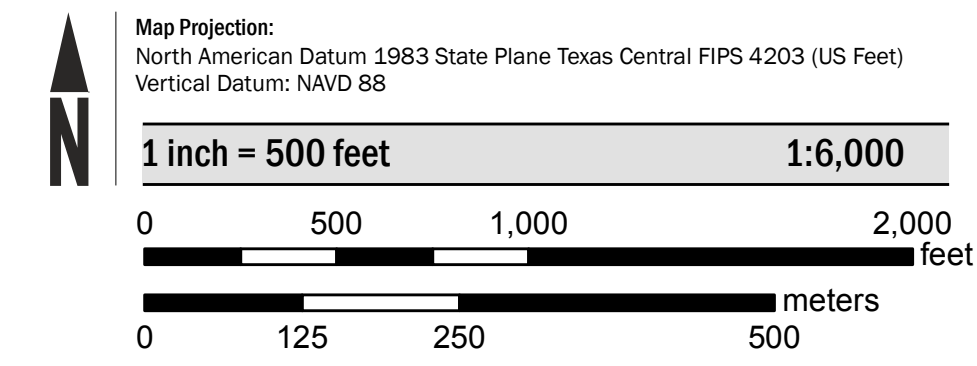 N
Map Projection:
North American Datum 1983 State Plane Texas Central FIPS 4203 (US Feet)
Vertical Datum: NAVD 88
1 inch = 500 feet 1:6,000
0 500 1,000 2,000
feet
meters
0 125 250 500